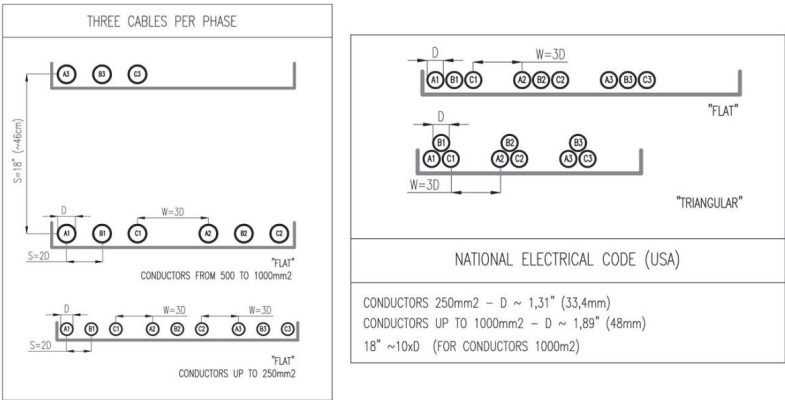 THREE CABLES PER PHASE
A3 B3 C3
S=18" (~46cm)
D
W=3D
A1 B1 C1 A2 B2 C2
S=2D
"FLAT"
CONDUCTORS FROM 500 TO 1000mm2
D
W=3D
W=3D
A1 B1 C1 A2 B2 C2 A3 B3 C3
S=2D
"FLAT"
CONDUCTORS UP TO 250mm2
D
W=3D
A1 B1 C1 A2 B2 C2 A3 B3 C3
"FLAT"
D
B1 B2 B3
A1 C1 A2 C2 A3 C3
W=3D
"TRIANGULAR"
NATIONAL ELECTRICAL CODE (USA)
CONDUCTORS 250mm2 - D ~ 1,31" (33,4mm)
CONDUCTORS UP TO 1000mm2 - D ~ 1,89" (48mm)
18" ~10xD (FOR CONDUCTORS 1000m2)